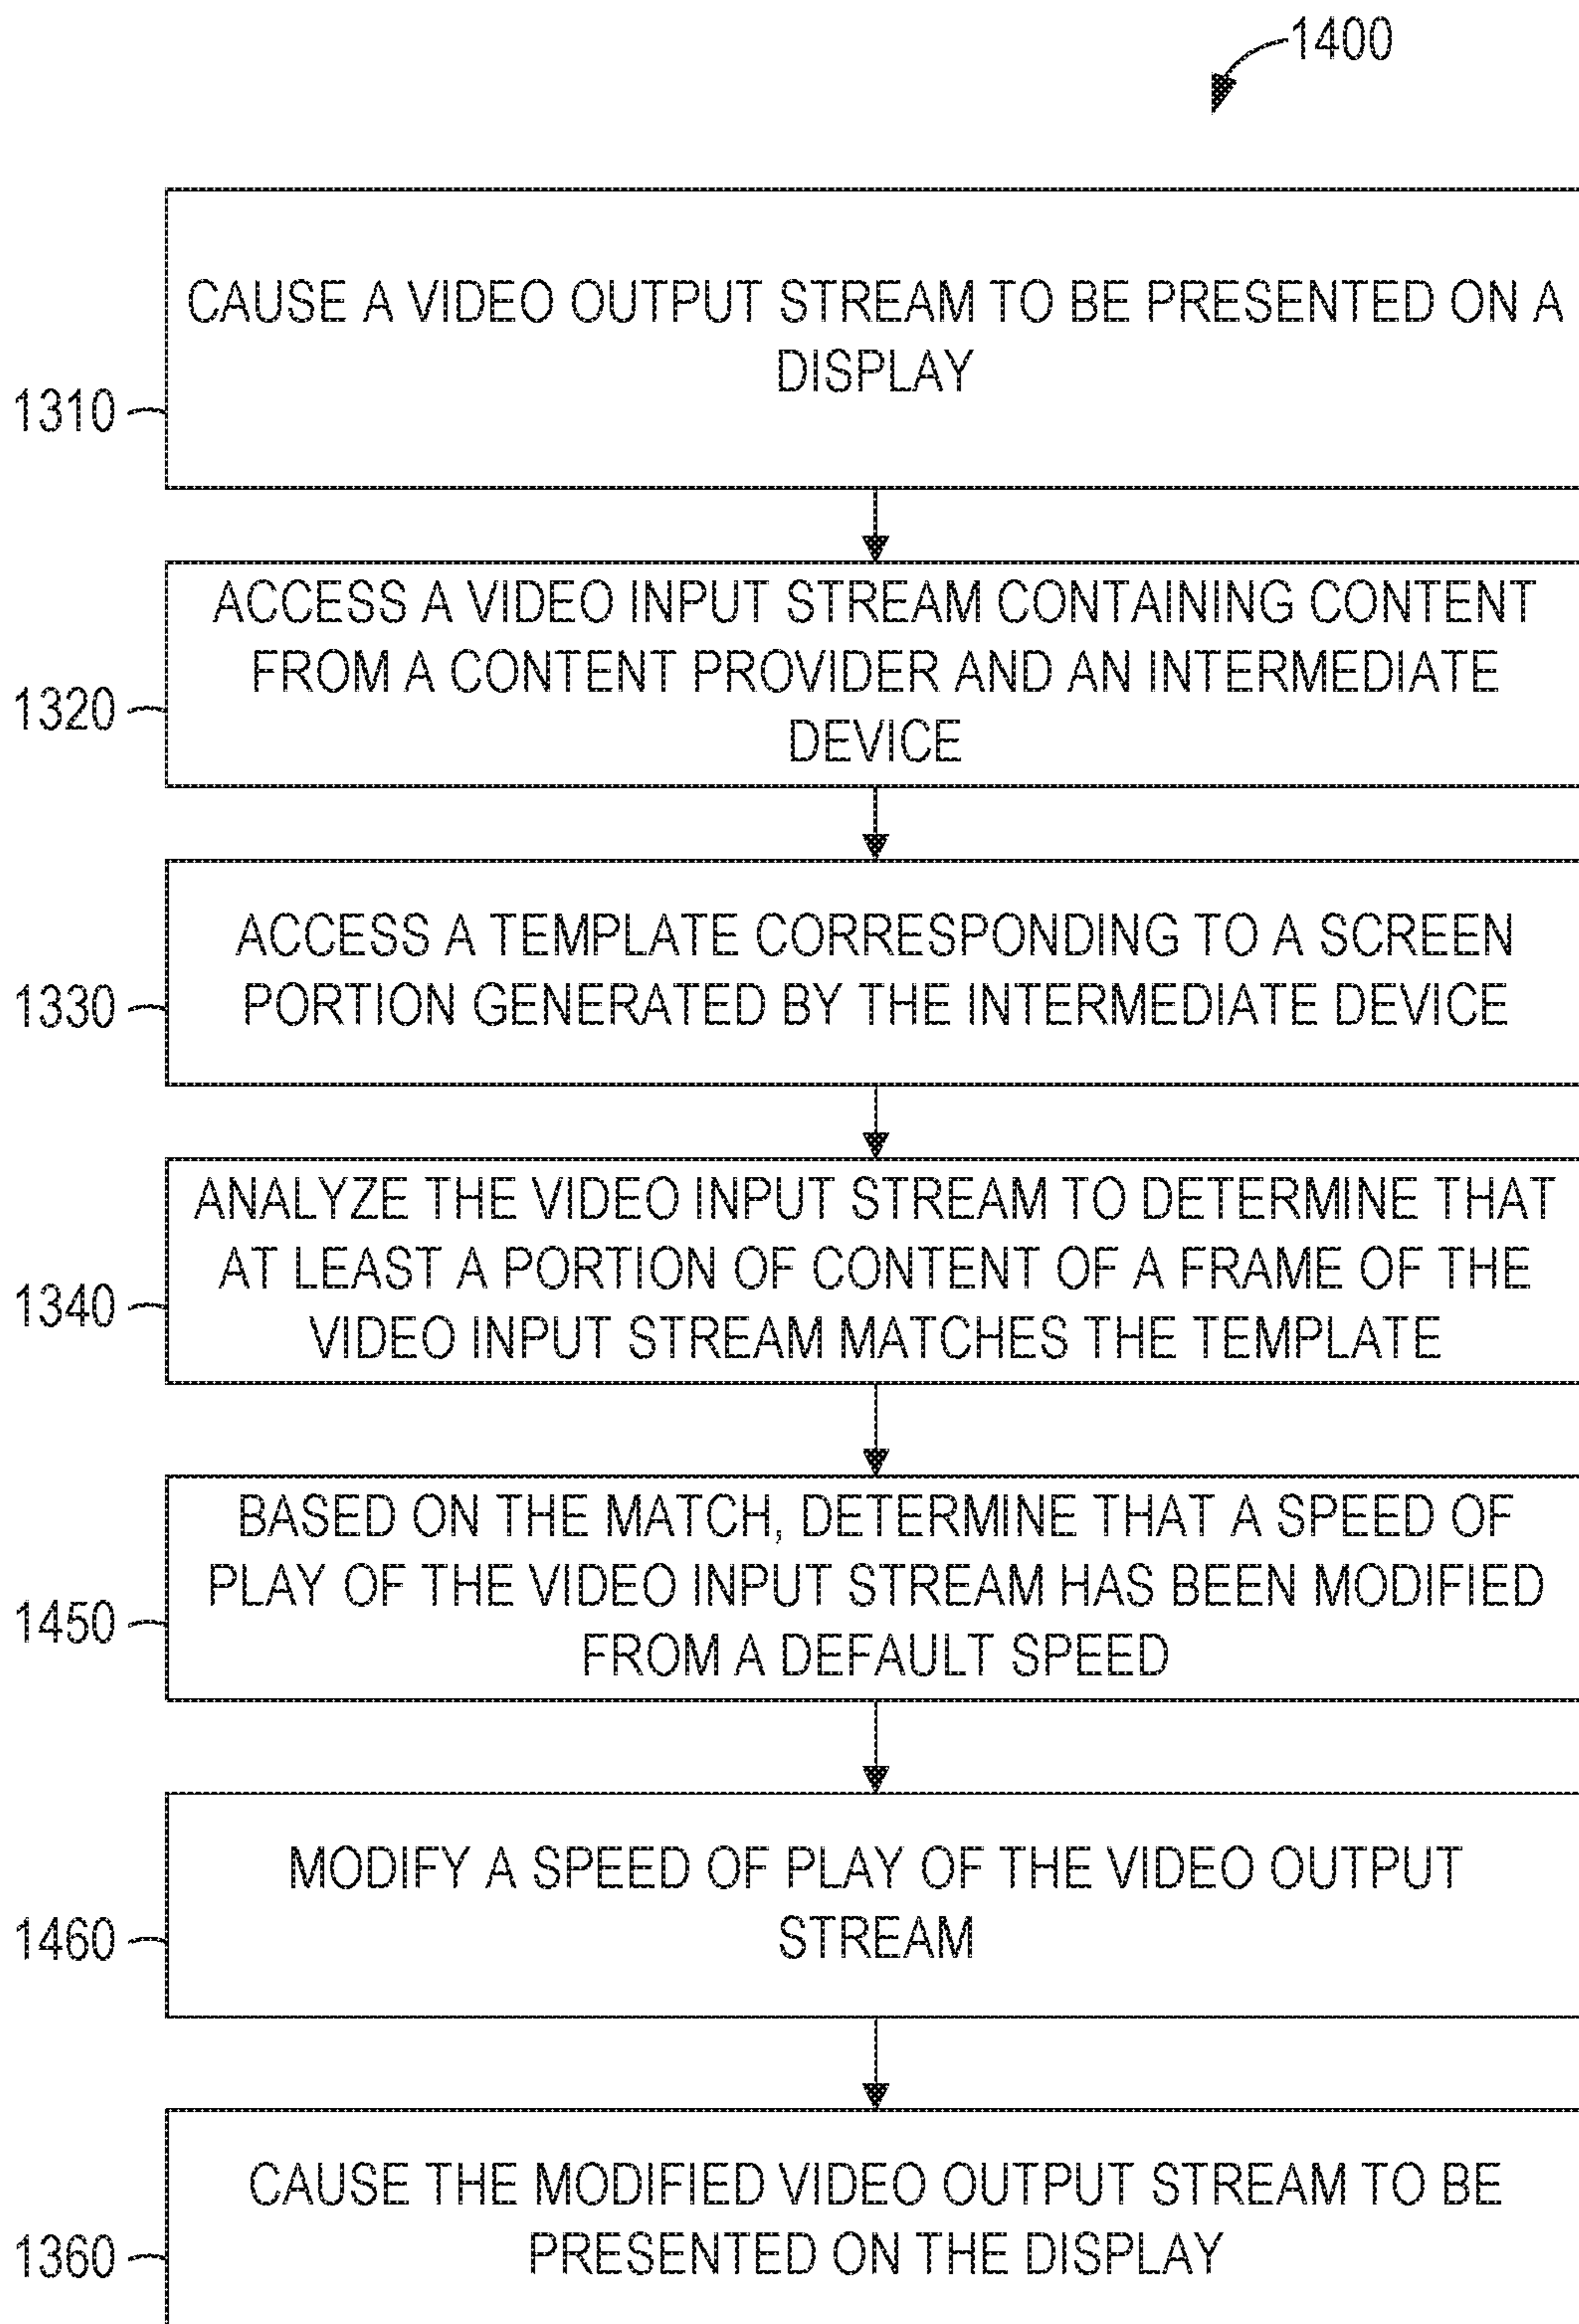 1400
CAUSE A VIDEO OUTPUT STREAM TO BE PRESENTED ON A
DISPLAY
1310
ACCESS A VIDEO INPUT STREAM CONTAINING CONTENT
FROM A CONTENT PROVIDER AND AN INTERMEDIATE
DEVICE
1320
ACCESS A TEMPLATE CORRESPONDING TO A SCREEN
PORTION GENERATED BY THE INTERMEDIATE DEVICE
1330
ANALYZE THE VIDEO INPUT STREAM TO DETERMINE THAT
AT LEAST A PORTION OF CONTENT OF A FRAME OF THE
VIDEO INPUT STREAM MATCHES THE TEMPLATE
1340
BASED ON THE MATCH, DETERMINE THAT A SPEED OF
PLAY OF THE VIDEO INPUT STREAM HAS BEEN MODIFIED
FROM A DEFAULT SPEED
1450
MODIFY A SPEED OF PLAY OF THE VIDEO OUTPUT
STREAM
1460
CAUSE THE MODIFIED VIDEO OUTPUT STREAM TO BE
PRESENTED ON THE DISPLAY
1360